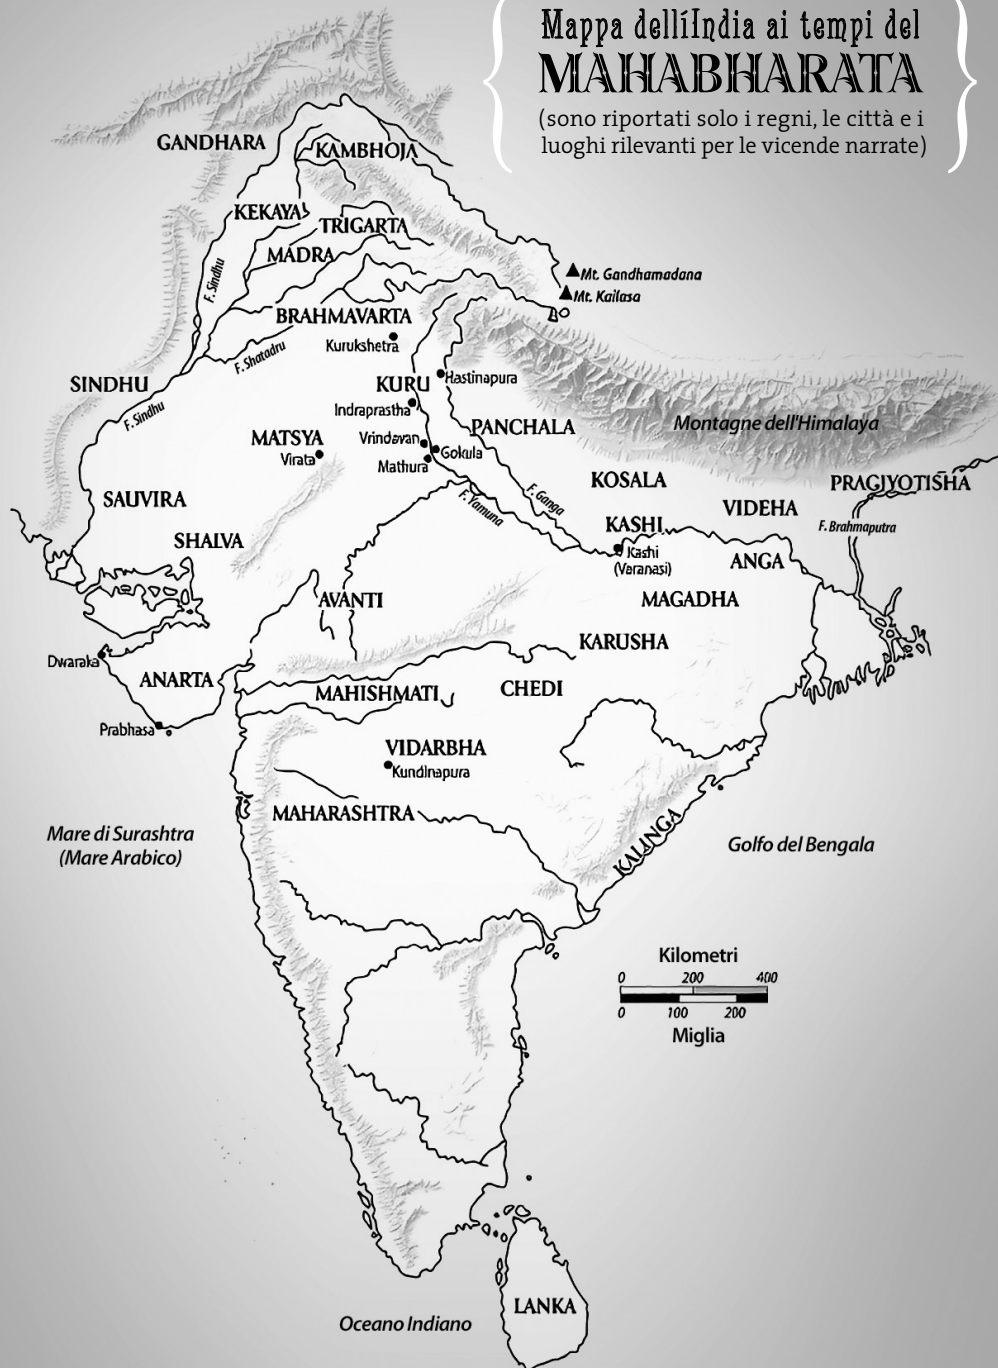 Mappa dellíIndia ai tempi del
MAHABHARATA
(sono riportati solo i regni, le città e i
luoghi rilevanti per le vicende narrate)
GANDHARA
KAMBHOJA
KEKAYA
TRIGARTA
MADRA
F. Sindhu
Mt. Gandhamadana
Mt. Kailasa
BRAHMAVARTA
Kurukshetra
F. Shatadru
SINDHU
KURU
Hastinapura
F. Sindhu
Indraprastha
PANCHALA
Montagne dell'Himalaya
MATSYA
Vrindavan
Virata
Gokula
Mathura
KOSALA
PRAGJYOTISHA
SAUVIRA
F. Yamuna
F. Ganga
VIDEHA
KASHI
F. Brahmaputra
SHALVA
Kashi
(Varanasi)
ANGA
AVANTI
MAGADHA
KARUSHA
Dwaraka
ANARTA
MAHISHMATI
CHEDI
Prabhasa
VIDARBHA
Kundinapura
MAHARASHTRA
KALINGA
Mare di Surashtra
(Mare Arabico)
Golfo del Bengala
Kilometri
0 200 400
0 100 200
Miglia
LANKA
Oceano Indiano